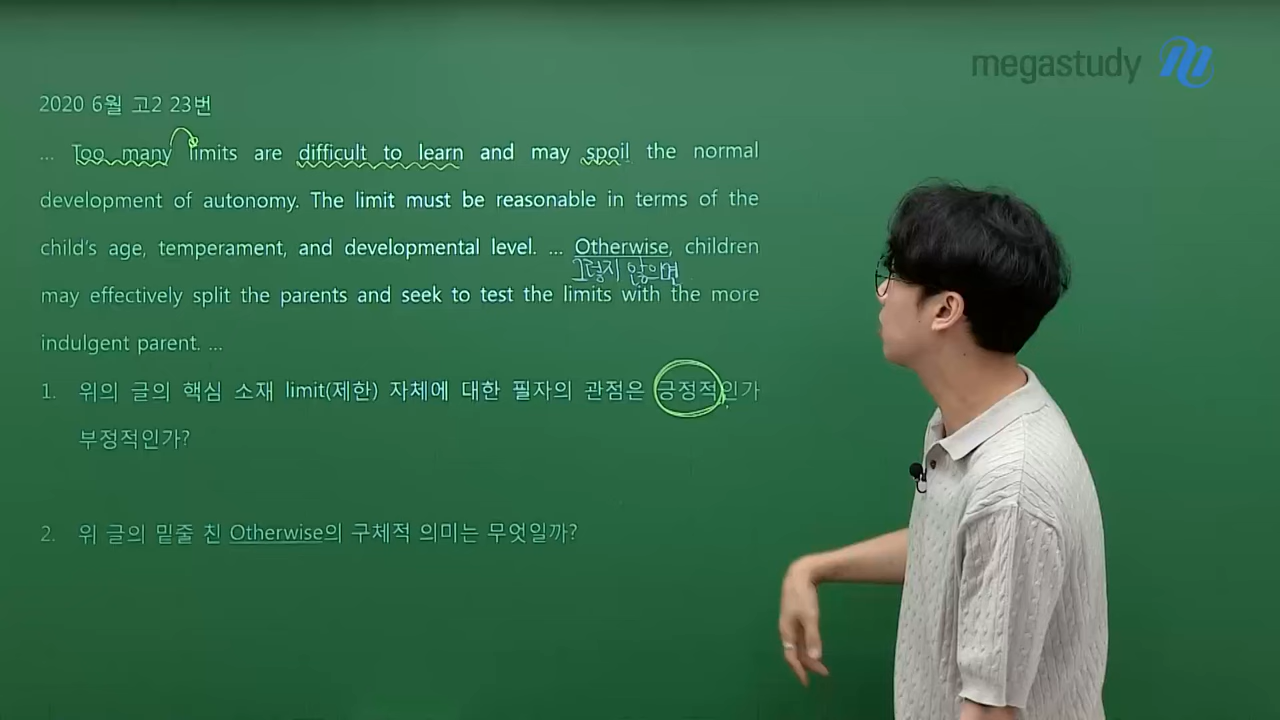 megastudy
2020 6월 고2 23번
... Too many limits are difficult to learn and may spoil the normal
development of autonomy. The limit must be reasonable in terms of the
child's age, temperament, and developmental level. ... Otherwise, children
그렇지 않으면
may effectively split the parents and seek to test the limits with the more
indulgent parent. ...
1. 위의 글의 핵심 소재 limit(제한) 자체에 대한 필자의 관점은 긍정적인가
부정적인가?
2. 위 글의 밑줄 친 Otherwise의 구체적 의미는 무엇일까?